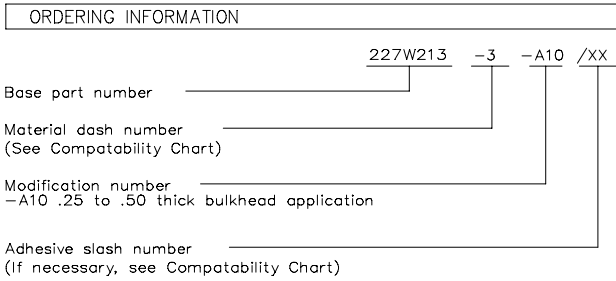 ORDERING INFORMATION
227W213 -3 -A10 /XX
Base part number
Material dash number
(See Compatability Chart)
Modification number
-A10 .25 to .50 thick bulkhead application
Adhesive slash number
(If necessary, see Compatability Chart)